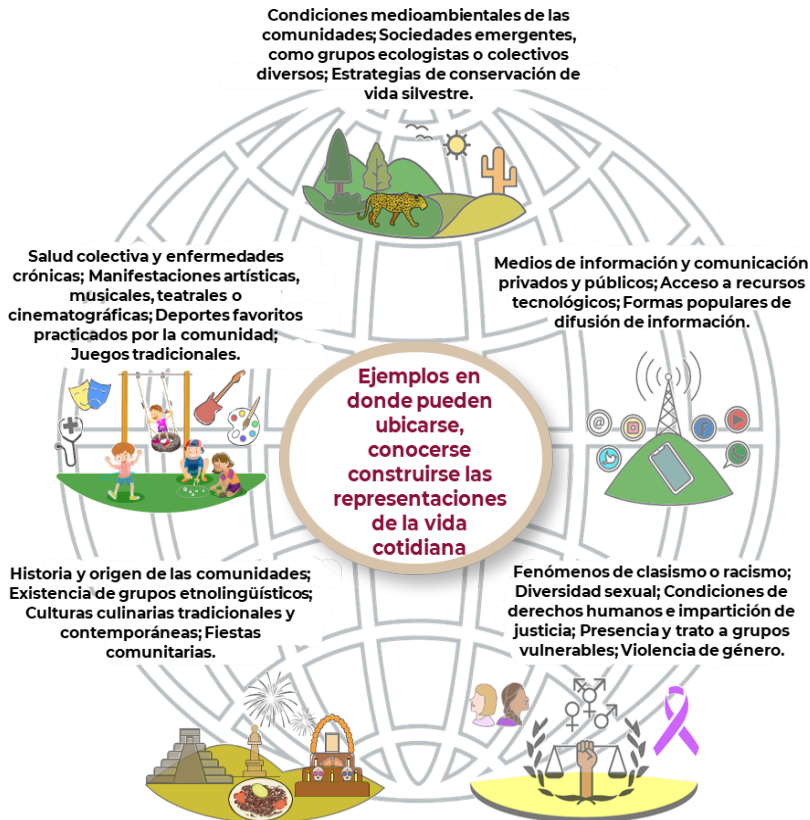 Condiciones medioambientales de las
comunidades; Sociedades emergentes,
como grupos ecologistas o colectivos
diversos; Estrategias de conservación de
vida silvestre.
Salud colectiva y enfermedades
crónicas; Manifestaciones artísticas,
musicales, teatrales o
cinematográficas; Deportes favoritos
practicados por la comunidad;
Juegos tradicionales.
Medios de información y comunicación
privados y públicos; Acceso a recursos
tecnológicos; Formas populares de
difusión de información.
Ejemplos en
donde pueden
ubicarse,
conocerse
construirse las
representaciones
de la vida
cotidiana
Historia y origen de las comunidades;
Existencia de grupos etnolingüísticos;
Culturas culinarias tradicionales y
contemporáneas; Fiestas
comunitarias.
Fenómenos de clasismo o racismo;
Diversidad sexual; Condiciones de
derechos humanos e impartición de
justicia; Presencia y trato a grupos
vulnerables; Violencia de género.